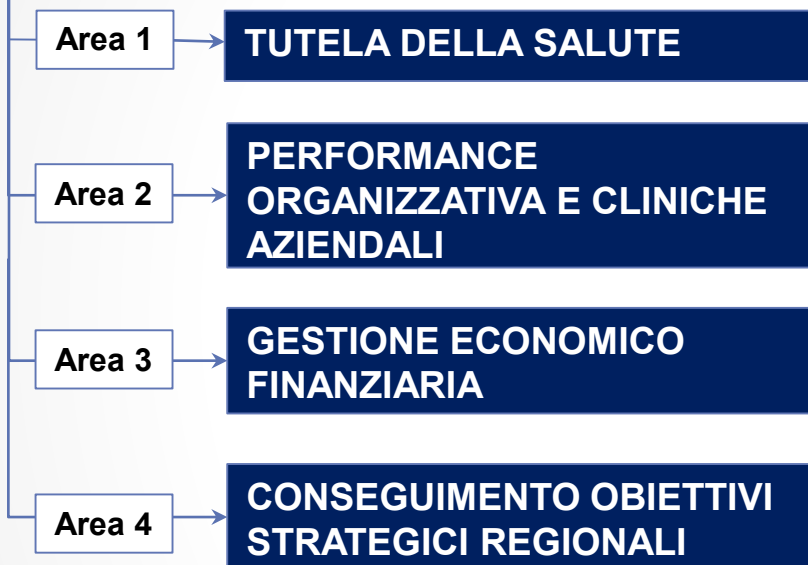 Area 1
TUTELA DELLA SALUTE
Area 2
PERFORMANCE
ORGANIZZATIVA E CLINICHE
AZIENDALI
Area 3
GESTIONE ECONOMICO
FINANZIARIA
Area 4
CONSEGUIMENTO OBIETTIVI
STRATEGICI REGIONALI